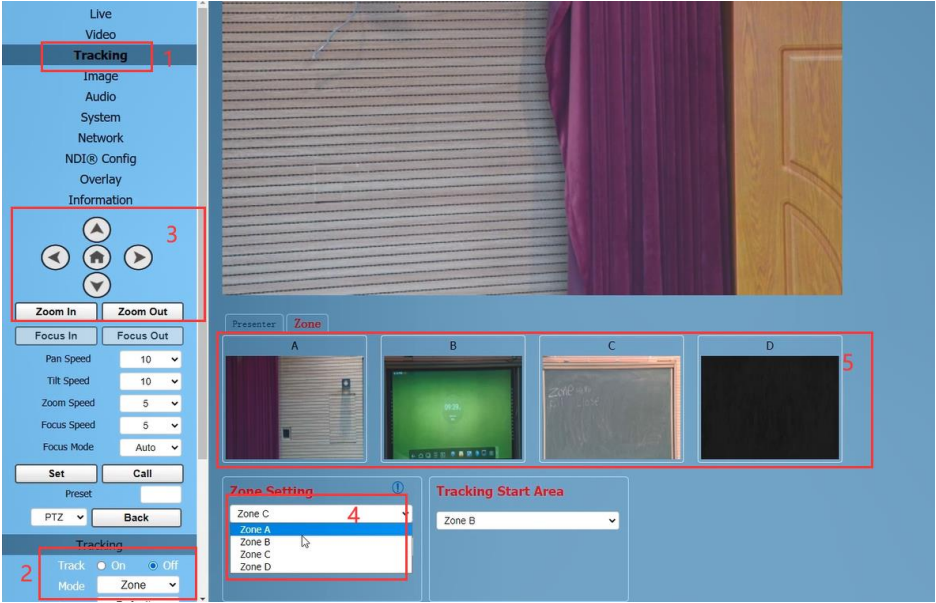 Live
Video
Tracking
1
Image
Audio
System
Network
NDI® Config
Overlay
Information
3
Zoom In Zoom Out
Focus In Focus Out
Pan Speed 10
Tilt Speed 10
Zoom Speed 5
Focus Speed 5
Focus Mode Auto
Set Call
Preset
PTZ Back
Tracking
2
Track On Off
Mode Zone
Presenter Zone
A B C D
5
Zone Setting
Zone C
4
Zone A
Zone B
Zone C
Zone D
Tracking Start Area
Zone B